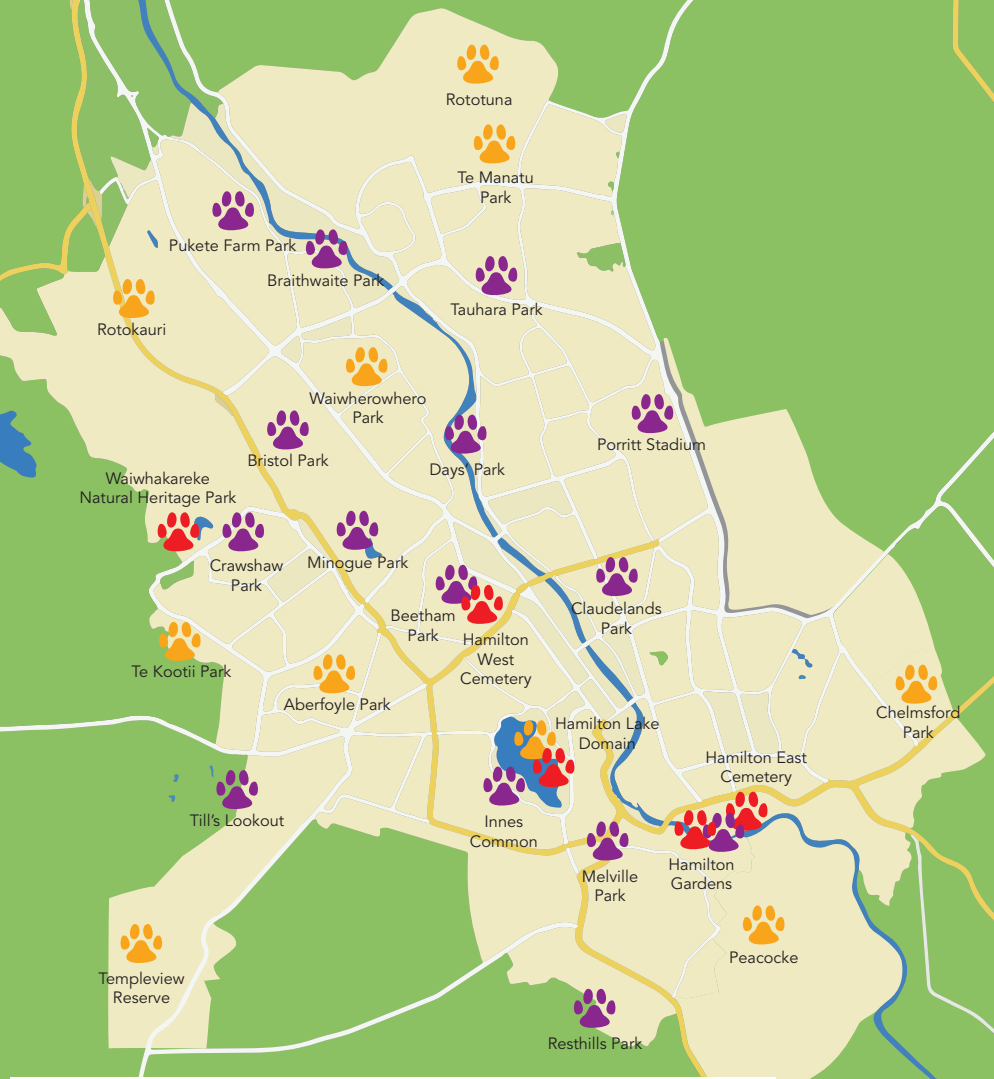 Rototuna
Te Manatu
Park
Pukete Farm Park
Braithwaite Park
Tauhara Park
Rotokauri
Waiwherowhero
Park
Porritt Stadium
Bristol Park
Days' Park
Waiwhakareke
Natural Heritage Park
Crawshaw
Park
Minogue Park
Beetham
Park
Hamilton
West
Cemetery
Claudelands
Park
Te Kootii Park
Aberfoyle Park
Chelmsford
Park
Hamilton Lake
Domain
Hamilton East
Cemetery
Till's Lookout
Innes
Common
Melville
Park
Hamilton
Gardens
Peacocke
Templeview
Reserve
Resthills Park